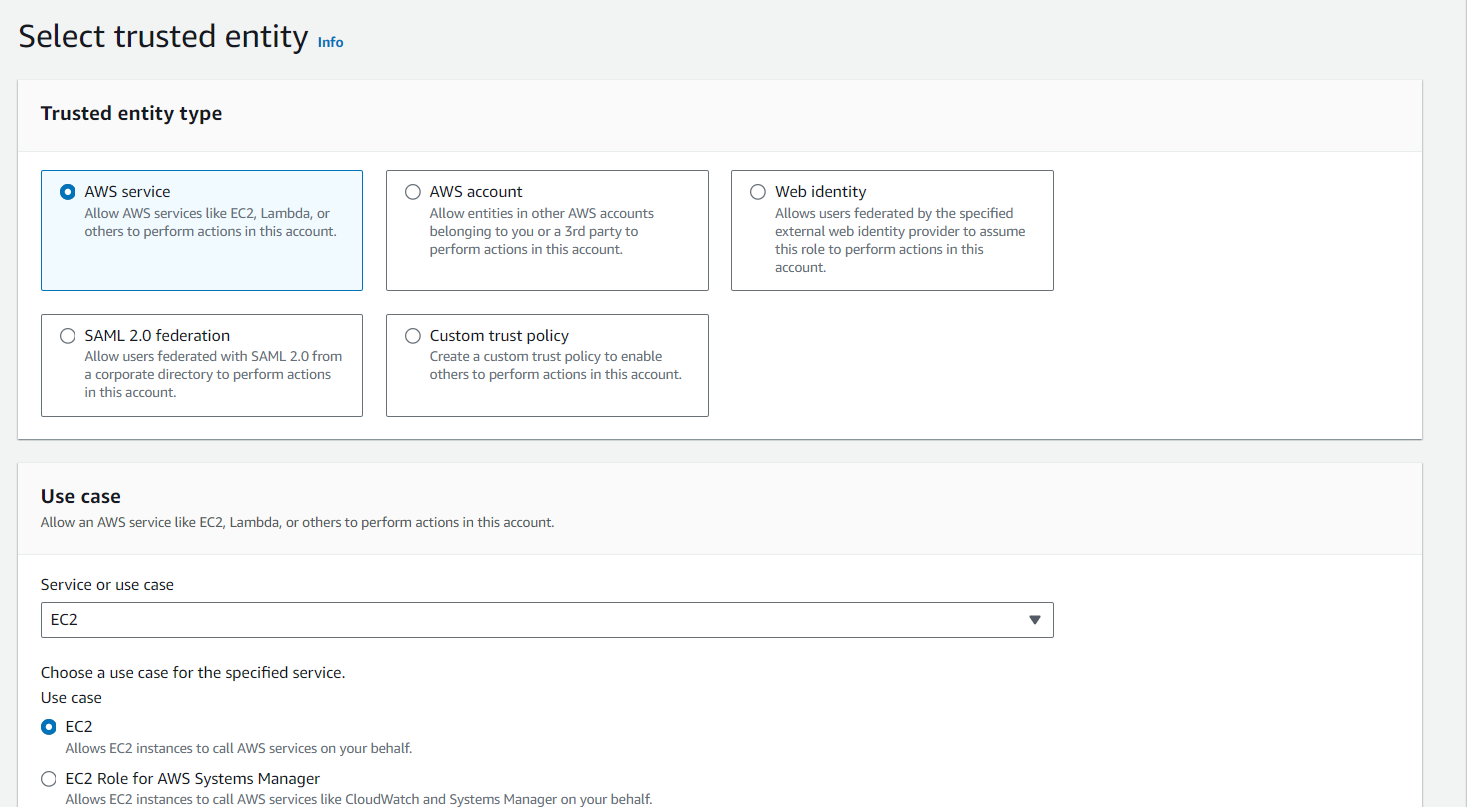 Select trusted entity Info
Trusted entity type
AWS service
Allow AWS services like EC2, Lambda, or
others to perform actions in this account.
AWS account
Allow entities in other AWS accounts
belonging to you or a 3rd party to
perform actions in this account.
Web identity
Allows users federated by the specified
external web identity provider to assume
this role to perform actions in this
account.
SAML 2.0 federation
Allow users federated with SAML 2.0 from
a corporate directory to perform actions
in this account.
Custom trust policy
Create a custom trust policy to enable
others to perform actions in this account.
Use case
Allow an AWS service like EC2, Lambda, or others to perform actions in this account.
Service or use case
EC2
Choose a use case for the specified service.
Use case
EC2
Allows EC2 instances to call AWS services on your behalf.
EC2 Role for AWS Systems Manager
Allows EC2 instances to call AWS services like CloudWatch and Systems Manager on your behalf.